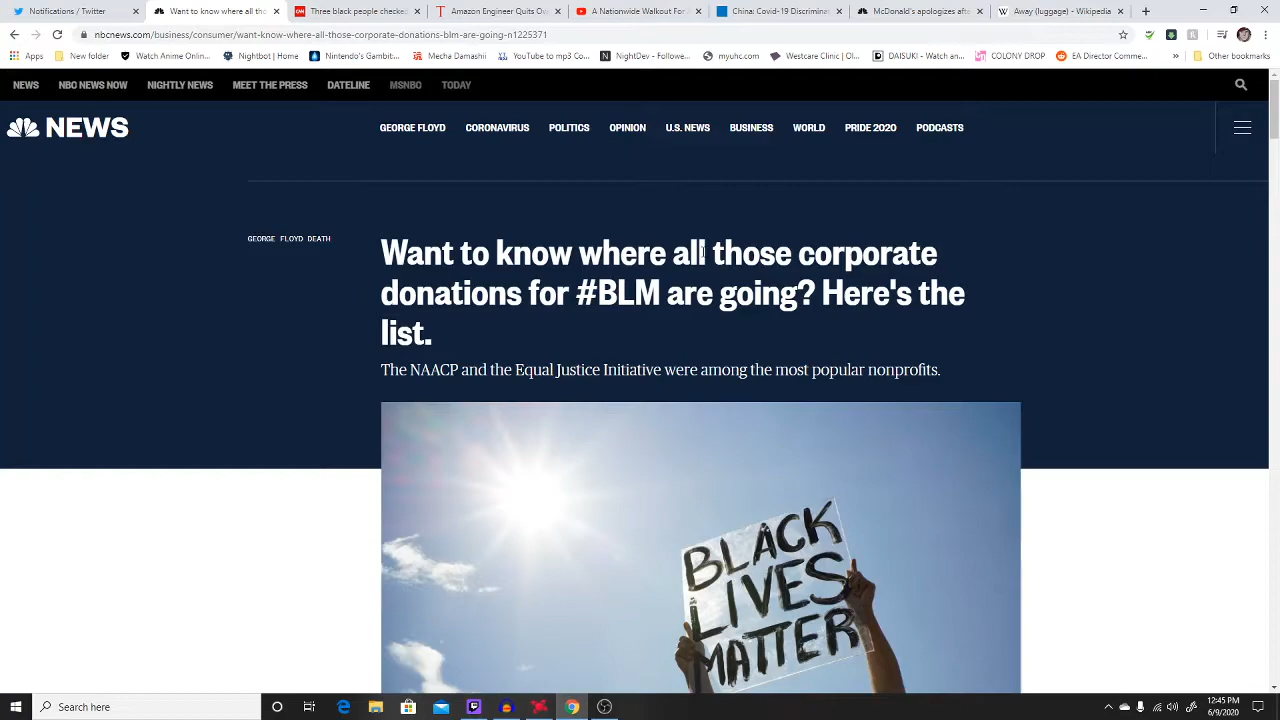 Notifications / Twitter
Want to know where all tho
Three black people checke
Amazon Engineer Quits Ov
A Nationwide Walkout For
China: Covid-19 Discriminat
McDonald's apologizes afte
Away (luggage) - Wikipedia
nbcnews.com/business/consumer/want-know-where-all-those-corporate-donations-blm-are-going-n1225371
Apps
New folder
Watch Anime Online...
Nightbot | Home
Nintendo's Gambit...
Mecha Damashii
YouTube to mp3 Co...
NightDev - Followe...
myuhc.com
Westcare Clinic | O...
DAISUKI - Watch an...
COLONY DROP
EA Director Comme...
Other bookmarks
NEWS
NBC NEWS NOW
NIGHTLY NEWS
MEET THE PRESS
DATELINE
MSNBC
TODAY
NEWS
GEORGE FLOYD
CORONAVIRUS
POLITICS
OPINION
U.S. NEWS
BUSINESS
WORLD
PRIDE 2020
PODCASTS
GEORGE FLOYD DEATH
Want to know where all those corporate
donations for #BLM are going? Here's the
list.
The NAACP and the Equal Justice Initiative were among the most popular nonprofits.
BLACK
LIVES
MATTER
Search here
12:45 PM
6/9/2020